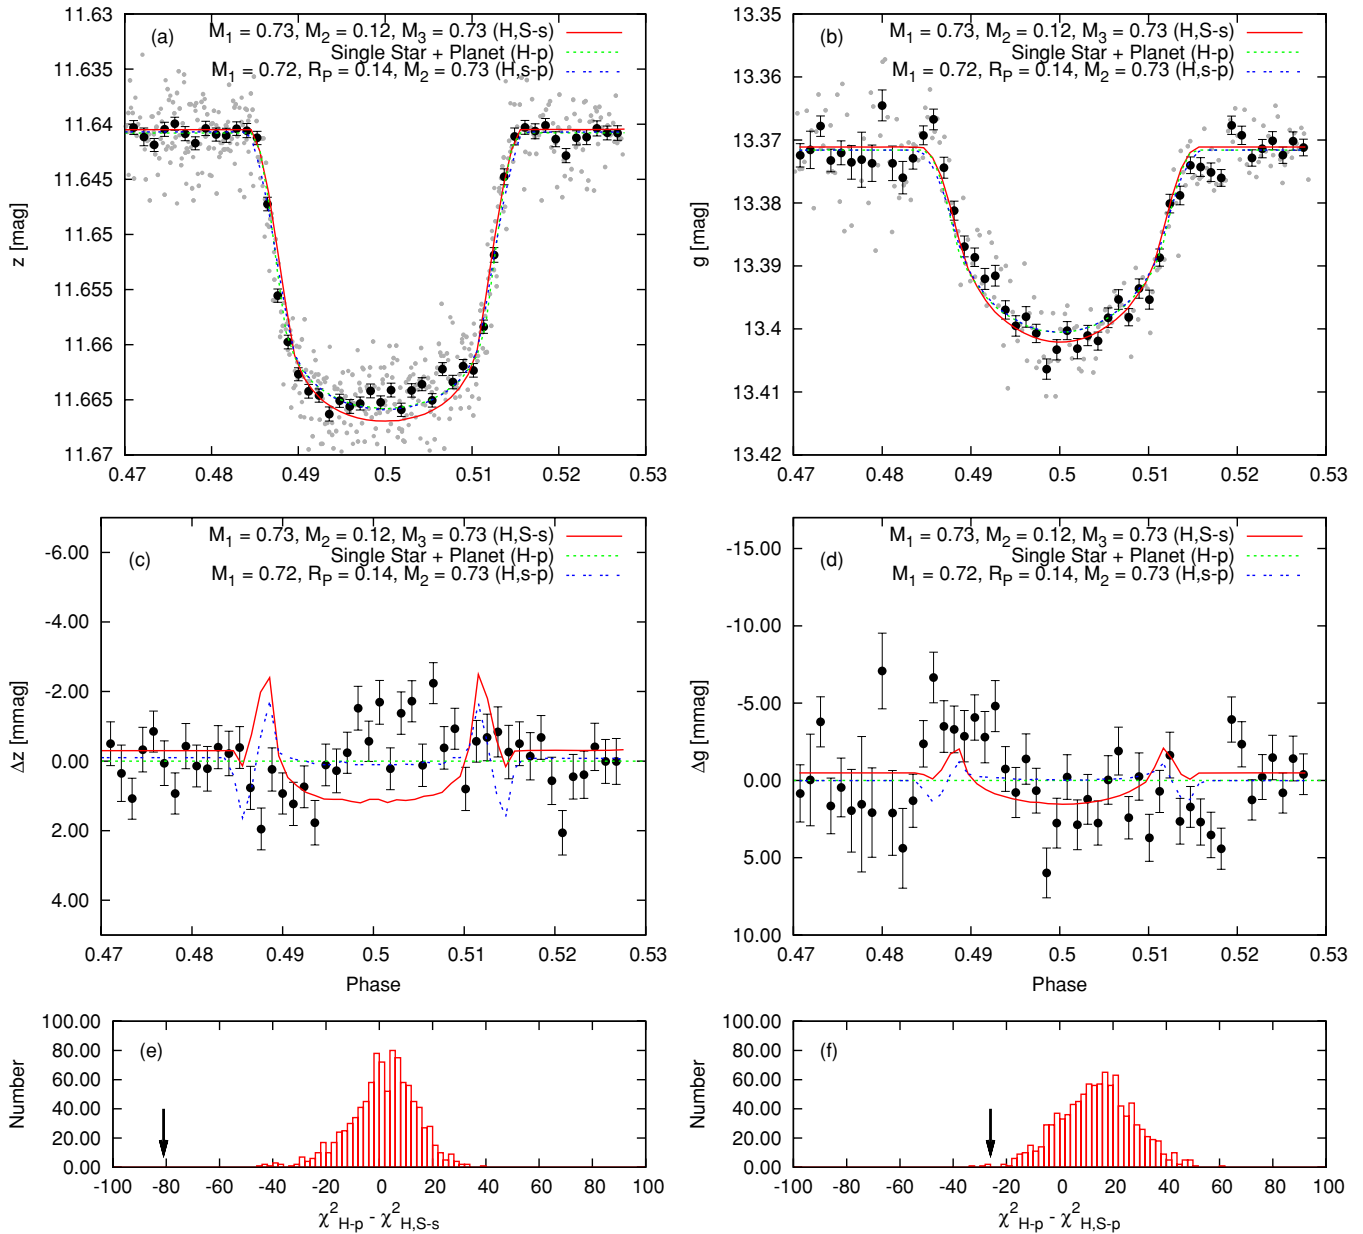 (a)
M₁ = 0.73, M₂ = 0.12, M₃ = 0.73 (H,S-s)
Single Star + Planet (H-p)
M₁ = 0.72, R_P = 0.14, M₂ = 0.73 (H,s-p)
11.63
11.635
11.64
11.645
11.65
11.655
11.66
11.665
11.67
z [mag]
0.47 0.48 0.49 0.5 0.51 0.52 0.53
(b)
M₁ = 0.73, M₂ = 0.12, M₃ = 0.73 (H,S-s)
Single Star + Planet (H-p)
M₁ = 0.72, R_P = 0.14, M₂ = 0.73 (H,s-p)
13.35
13.36
13.37
13.38
13.39
13.4
13.41
13.42
g [mag]
0.47 0.48 0.49 0.5 0.51 0.52 0.53
(c)
M₁ = 0.73, M₂ = 0.12, M₃ = 0.73 (H,S-s)
Single Star + Planet (H-p)
M₁ = 0.72, R_P = 0.14, M₂ = 0.73 (H,s-p)
-6.00
-4.00
-2.00
0.00
2.00
4.00
Δz [mmag]
0.47 0.48 0.49 0.5 0.51 0.52 0.53
Phase
(d)
M₁ = 0.73, M₂ = 0.12, M₃ = 0.73 (H,S-s)
Single Star + Planet (H-p)
M₁ = 0.72, R_P = 0.14, M₂ = 0.73 (H,s-p)
-15.00
-10.00
-5.00
0.00
5.00
10.00
Δg [mmag]
0.47 0.48 0.49 0.5 0.51 0.52 0.53
Phase
(e)
100.00
80.00
60.00
40.00
20.00
0.00
Number
-100 -80 -60 -40 -20 0 20 40 60 80 100
χ²_H-p - χ²_H,S-s
(f)
100.00
80.00
60.00
40.00
20.00
0.00
Number
-100 -80 -60 -40 -20 0 20 40 60 80 100
χ²_H-p - χ²_H,S-p